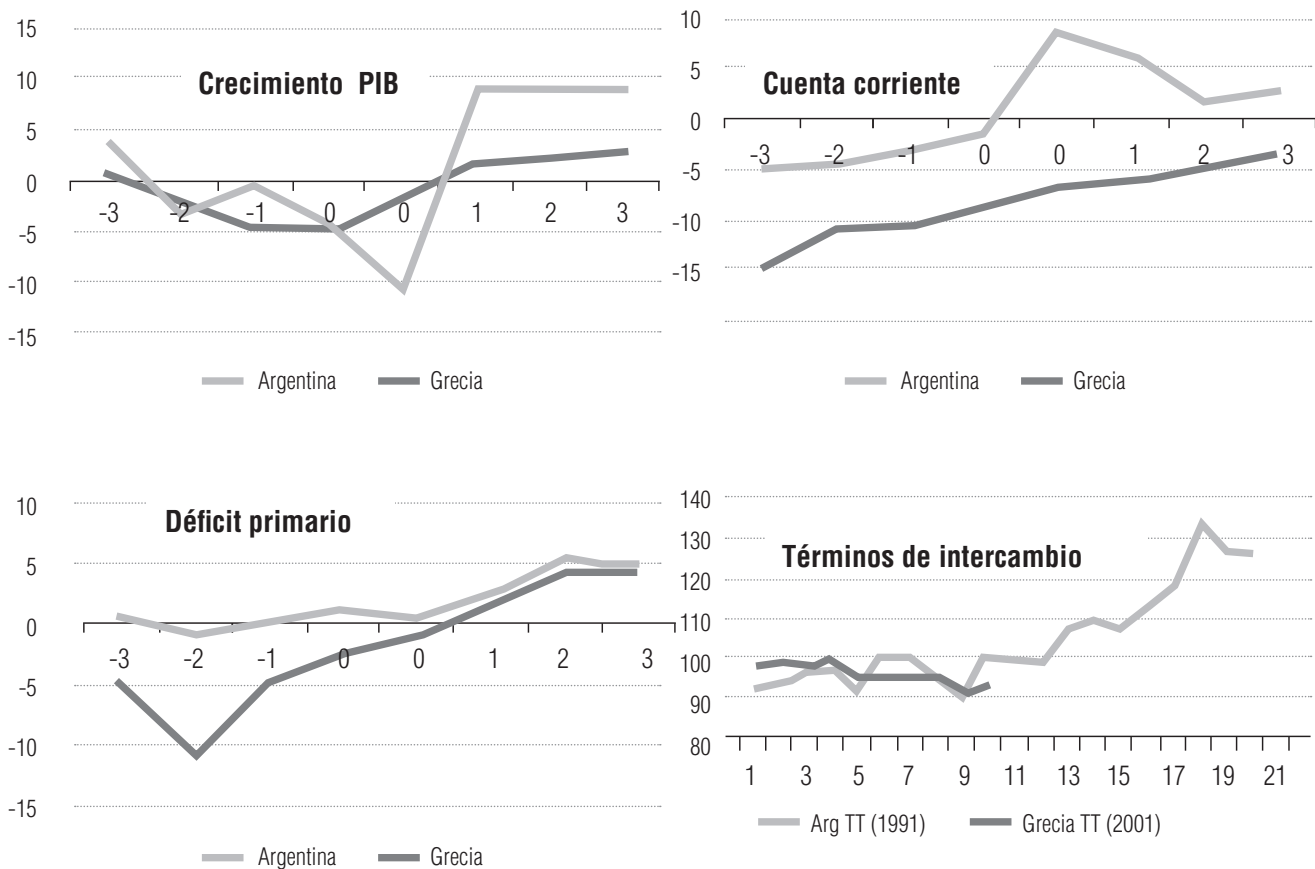 Crecimiento PIB
15
10
5
0
-5
-10
-15
-3 -2 -1 0 0 1 2 3
Argentina Grecia
Cuenta corriente
10
5
0
-5
-10
-15
-3 -2 -1 0 0 1 2 3
Argentina Grecia
Déficit primario
10
5
0
-5
-10
-15
-3 -2 -1 0 0 1 2 3
Argentina Grecia
Términos de intercambio
140
130
120
110
100
90
80
1 3 5 7 9 11 13 15 17 19 21
Arg TT (1991) Grecia TT (2001)